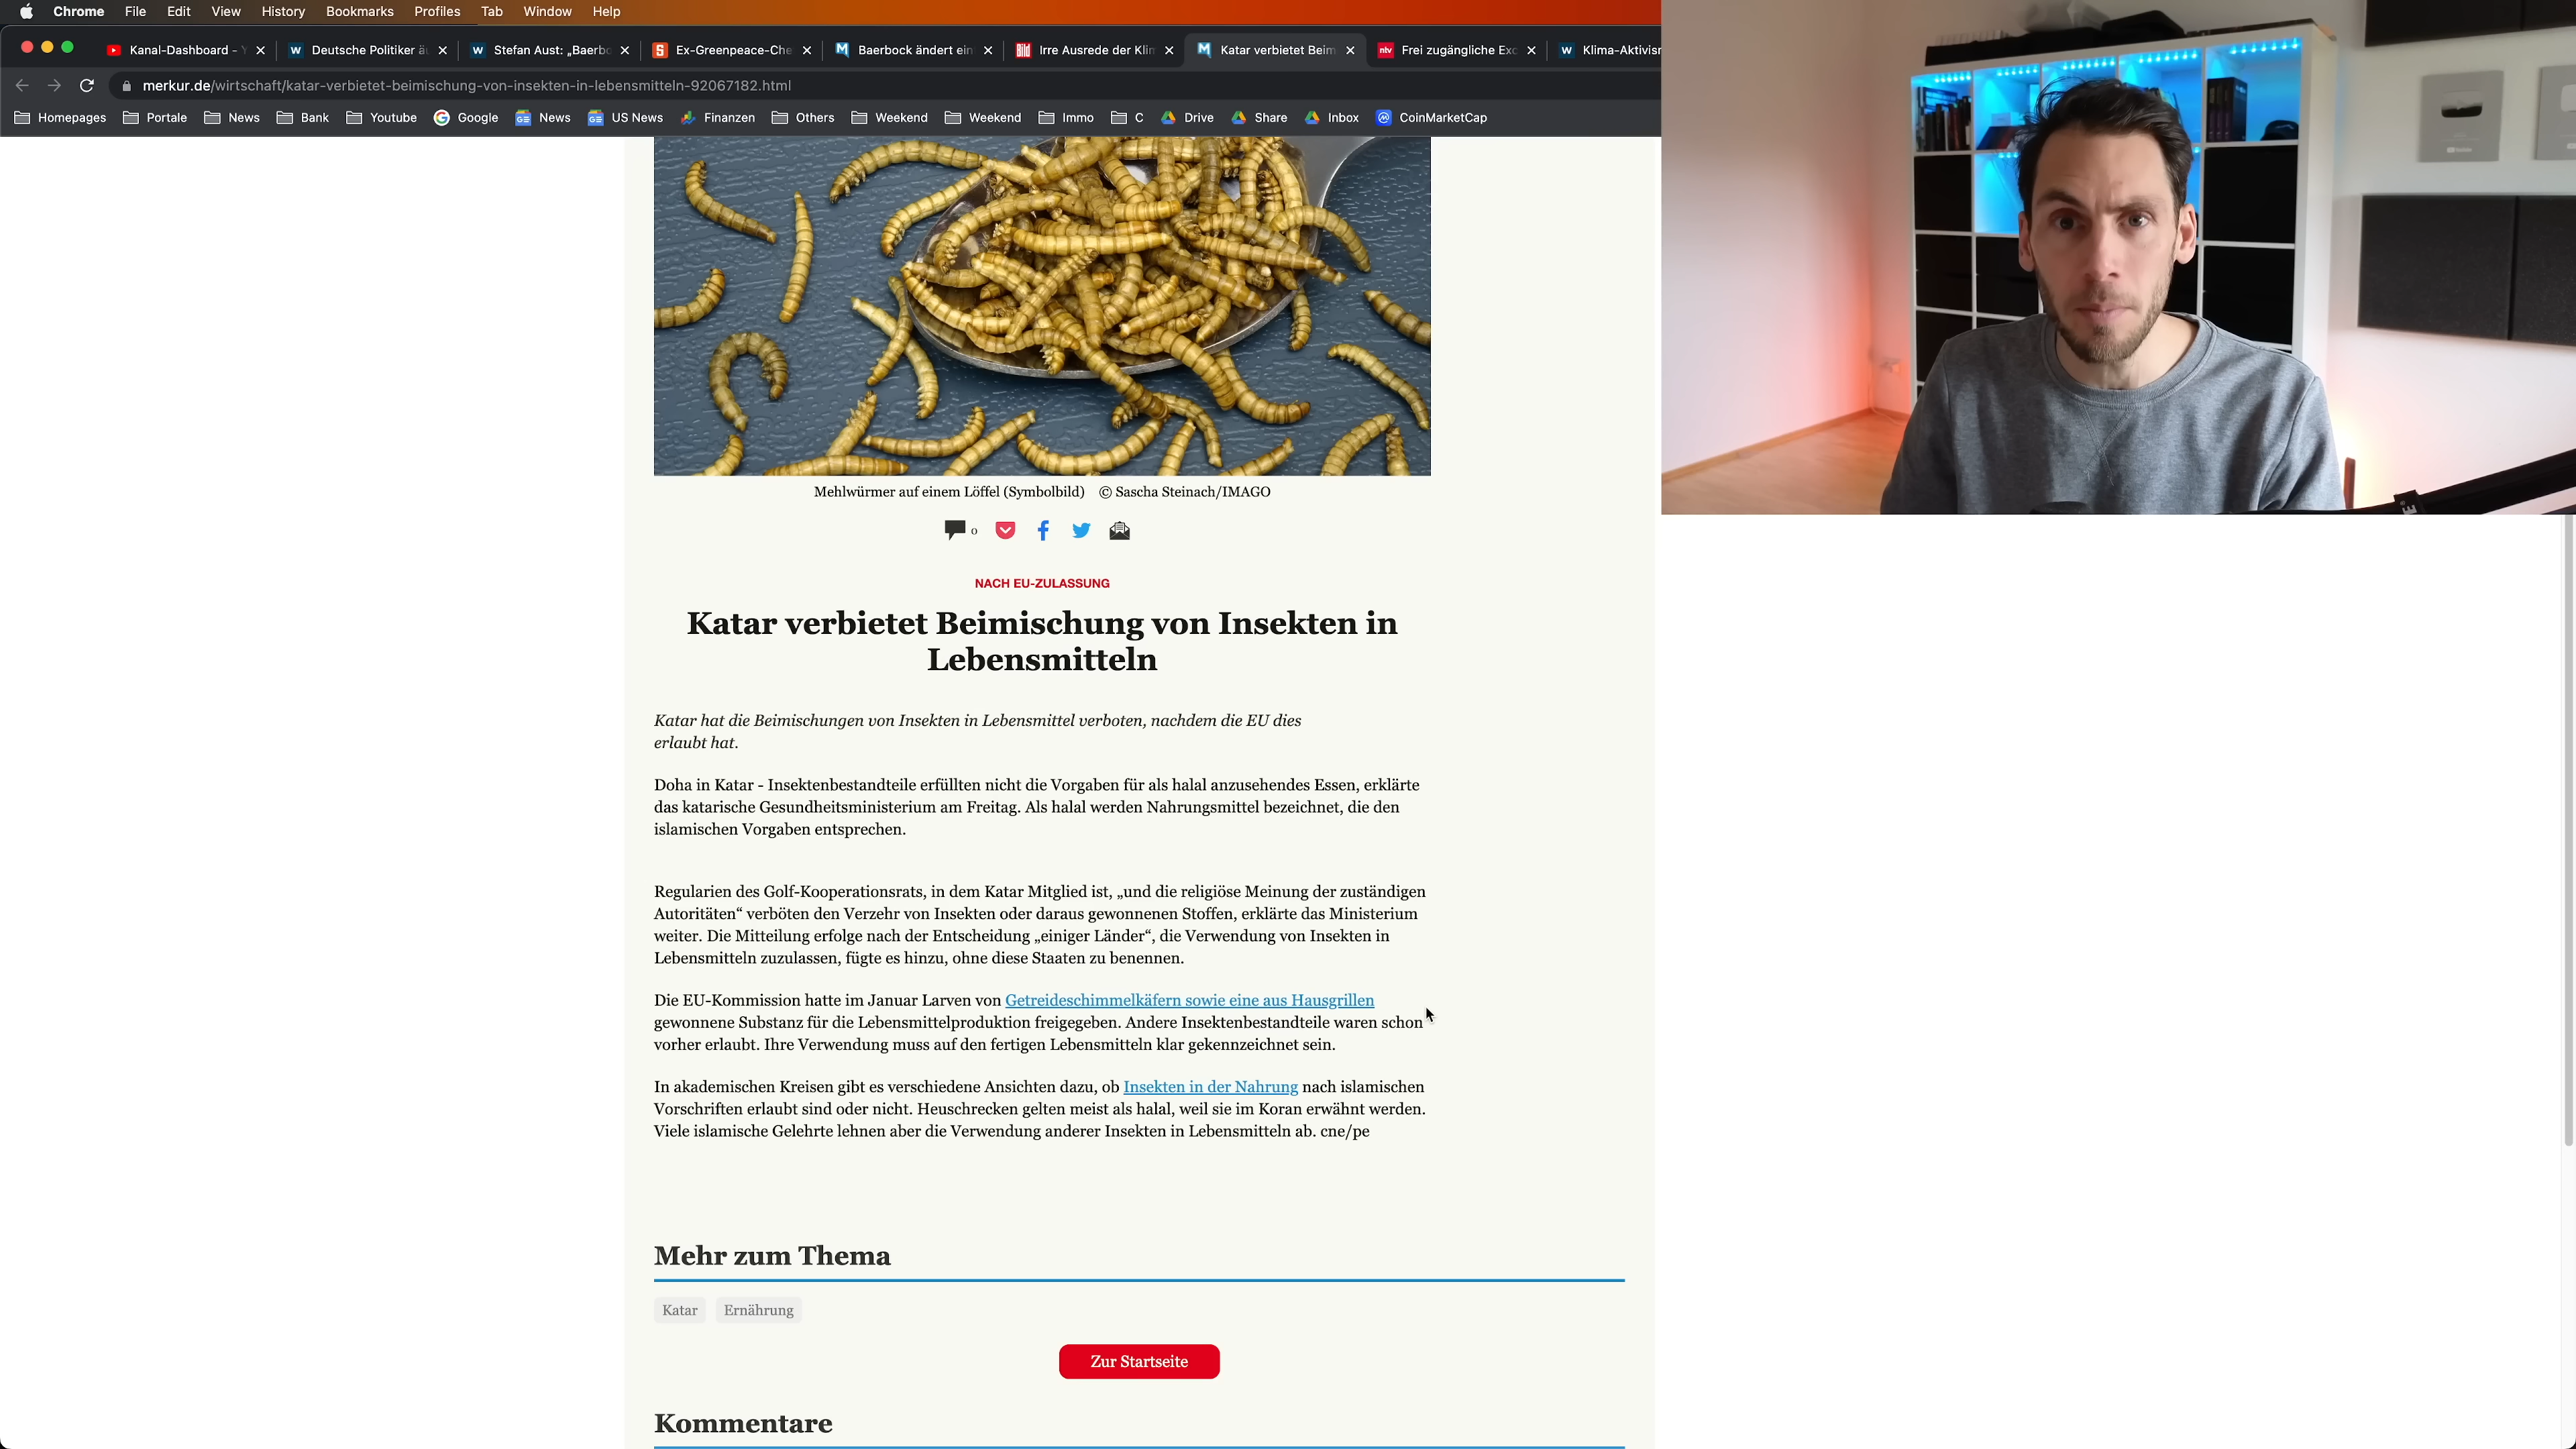 Chrome File Edit View History Bookmarks Profiles Tab Window Help
Kanal-Dashboard - Deutsche Politiker Stefan Aust: „Baerbo Ex-Greenpeace-Che Baerbock ändert ein Bild Irre Ausrede der Klim Katar verbietet Beim ntv Frei zugängliche Exc Klima-Aktivism
merkur.de/wirtschaft/katar-verbietet-beimischung-von-insekten-in-lebensmitteln-92067182.html
Homepages Portale News Bank Youtube Google News US News Finanzen Others Weekend Weekend Immo C Drive Share Inbox CoinMarketCap
Mehlwürmer auf einem Löffel (Symbolbild) © Sascha Steinach/IMAGO
0
NACH EU-ZULASSUNG
Katar verbietet Beimischung von Insekten in
Lebensmitteln
Katar hat die Beimischungen von Insekten in Lebensmittel verboten, nachdem die EU dies
erlaubt hat.
Doha in Katar - Insektenbestandteile erfüllten nicht die Vorgaben für als halal anzusehendes Essen, erklärte
das katarische Gesundheitsministerium am Freitag. Als halal werden Nahrungsmittel bezeichnet, die den
islamischen Vorgaben entsprechen.
Regularien des Golf-Kooperationsrats, in dem Katar Mitglied ist, „und die religiöse Meinung der zuständigen
Autoritäten“ verböten den Verzehr von Insekten oder daraus gewonnenen Stoffen, erklärte das Ministerium
weiter. Die Mitteilung erfolge nach der Entscheidung „einiger Länder“, die Verwendung von Insekten in
Lebensmitteln zuzulassen, fügte es hinzu, ohne diese Staaten zu benennen.
Die EU-Kommission hatte im Januar Larven von Getreideschimmelkäfern sowie eine aus Hausgrillen
gewonnene Substanz für die Lebensmittelproduktion freigegeben. Andere Insektenbestandteile waren schon
vorher erlaubt. Ihre Verwendung muss auf den fertigen Lebensmitteln klar gekennzeichnet sein.
In akademischen Kreisen gibt es verschiedene Ansichten dazu, ob Insekten in der Nahrung nach islamischen
Vorschriften erlaubt sind oder nicht. Heuschrecken gelten meist als halal, weil sie im Koran erwähnt werden.
Viele islamische Gelehrte lehnen aber die Verwendung anderer Insekten in Lebensmitteln ab. cne/pe
Mehr zum Thema
Katar Ernährung
Zur Startseite
Kommentare